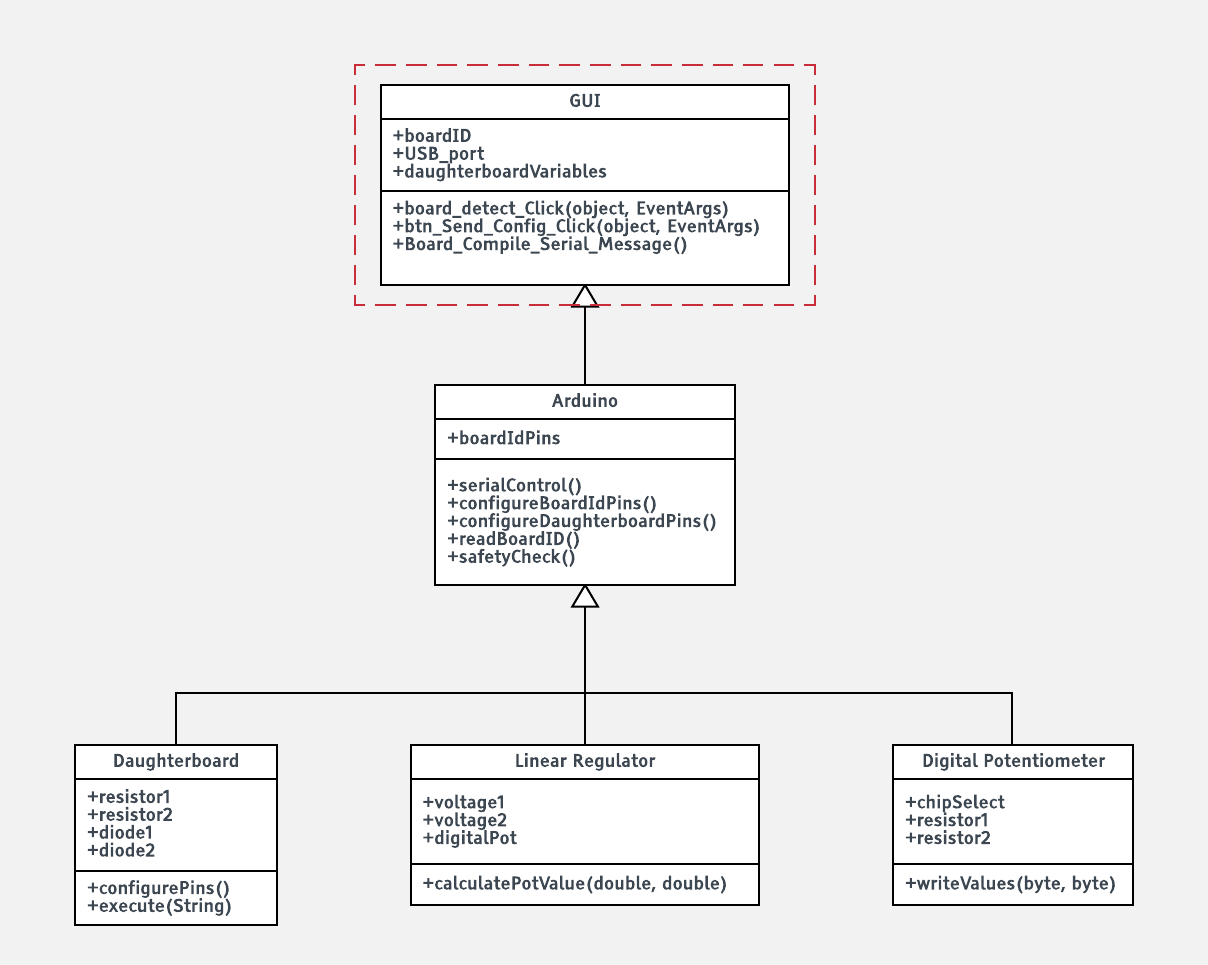 GUI
+boardID
+USB_port
+daughterboardVariables
+board_detect_Click(object, EventArgs)
+btn_Send_Config_Click(object, EventArgs)
+Board_Compile_Serial_Message()
Arduino
+boardIdPins
+serialControl()
+configureBoardIdPins()
+configureDaughterboardPins()
+readBoardID()
+safetyCheck()
Daughterboard
+resistor1
+resistor2
+diode1
+diode2
+configurePins()
+execute(String)
Linear Regulator
+voltage1
+voltage2
+digitalPot
+calculatePotValue(double, double)
Digital Potentiometer
+chipSelect
+resistor1
+resistor2
+writeValues(byte, byte)